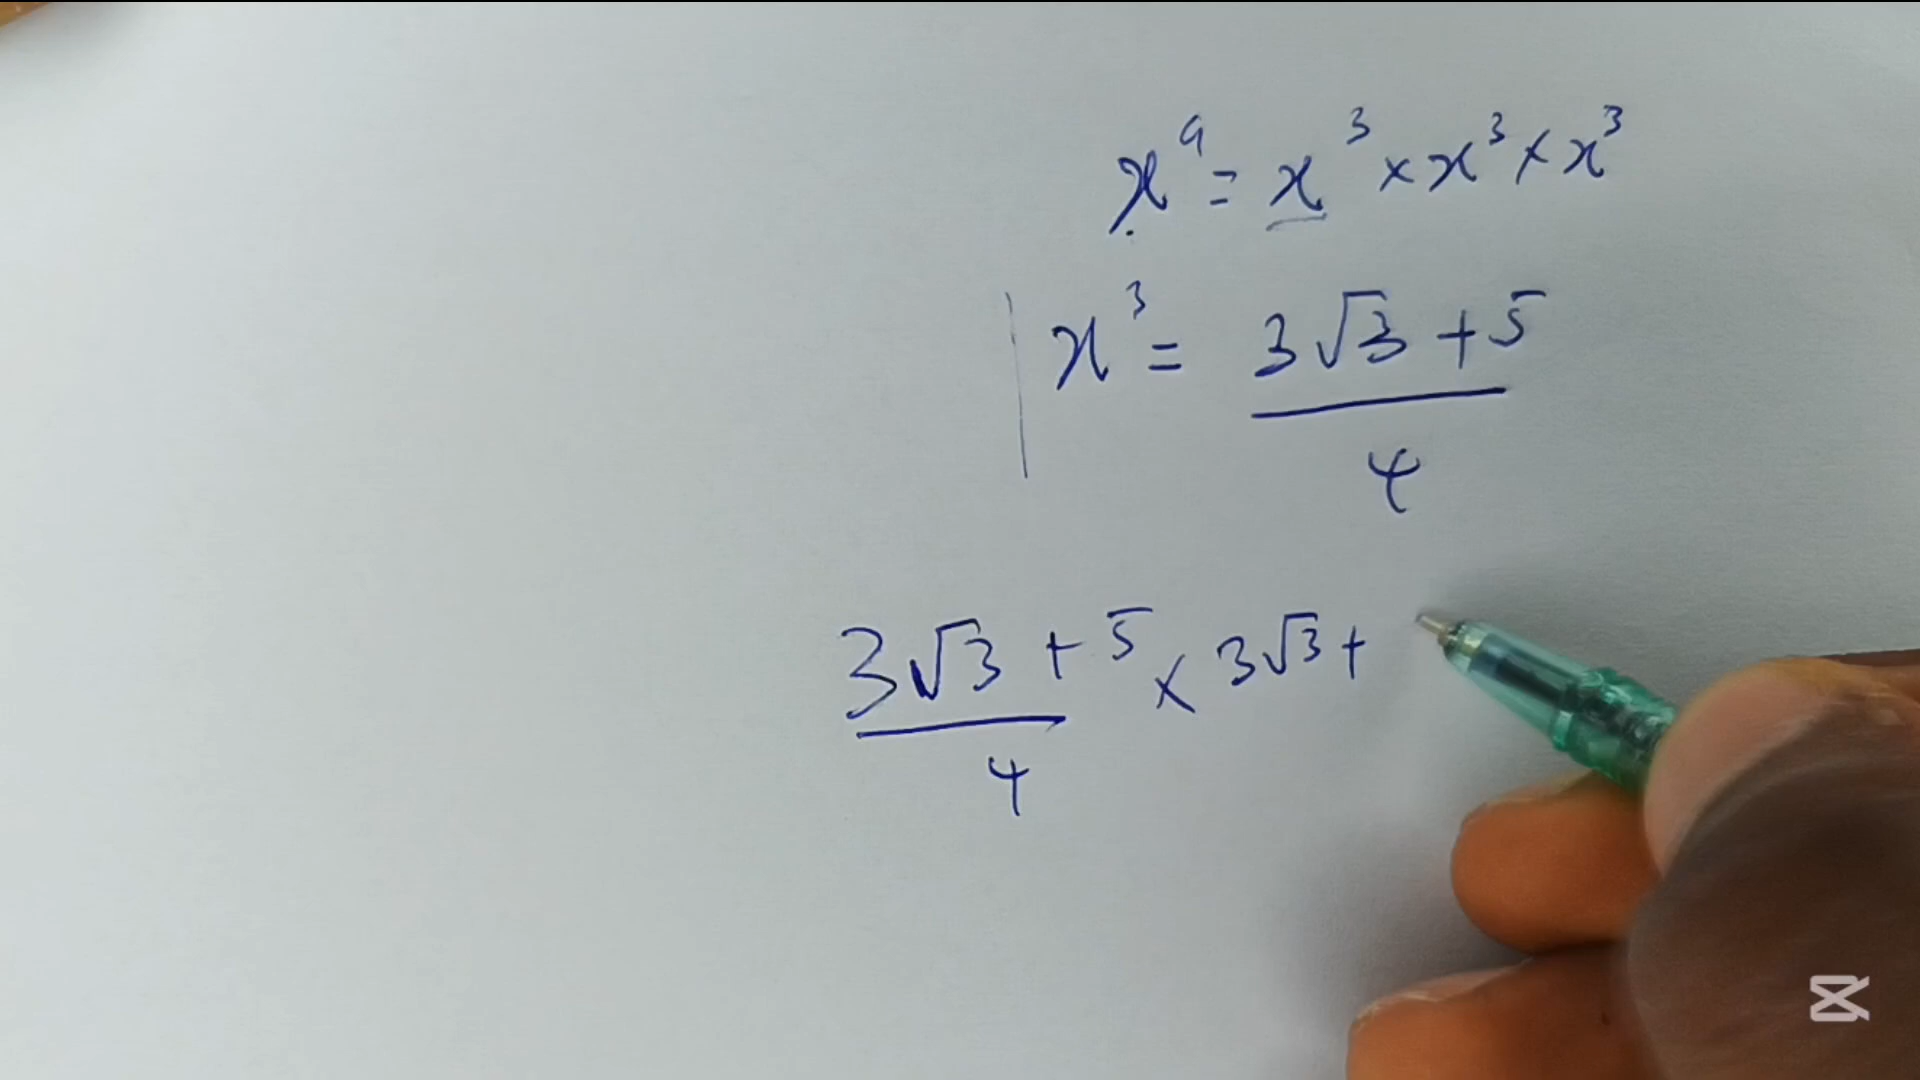 x⁹ = x³ × x³ × x³
x³ = (3√3 + 5)/4
(3√3 + 5)/4 × 3√3 +